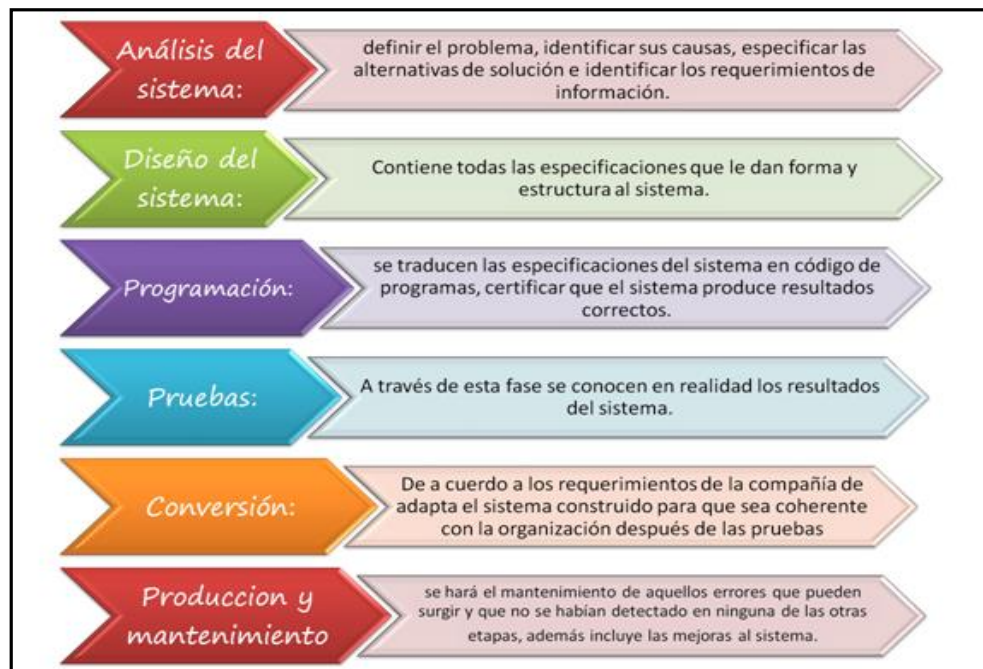 Análisis del
sistema:
definir el problema, identificar sus causas, especificar las
alternativas de solución e identificar los requerimientos de
información.
Diseño del
sistema:
Contiene todas las especificaciones que le dan forma y
estructura al sistema.
Programación:
se traducen las especificaciones del sistema en código de
programas, certificar que el sistema produce resultados
correctos.
Pruebas:
A través de esta fase se conocen en realidad los resultados
del sistema.
Conversión:
De a cuerdo a los requerimientos de la compañía de
adapta el sistema construido para que sea coherente
con la organización después de las pruebas
Produccion y
mantenimiento
se hará el mantenimiento de aquellos errores que pueden
surgir y que no se habían detectado en ninguna de las otras
etapas, además incluye las mejoras al sistema.